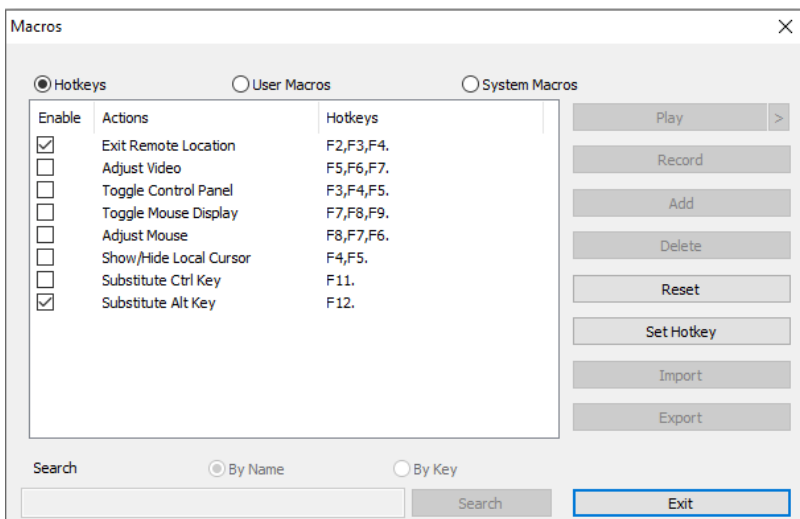 Macros
Hotkeys User Macros System Macros
Enable Actions Hotkeys Play >
Exit Remote Location F2,F3,F4.
Adjust Video F5,F6,F7. Record
Toggle Control Panel F3,F4,F5.
Toggle Mouse Display F7,F8,F9. Add
Adjust Mouse F8,F7,F6.
Show/Hide Local Cursor F4,F5. Delete
Substitute Ctrl Key F11.
Substitute Alt Key F12. Reset
Set Hotkey
Import
Export
Search By Name By Key
Search Exit